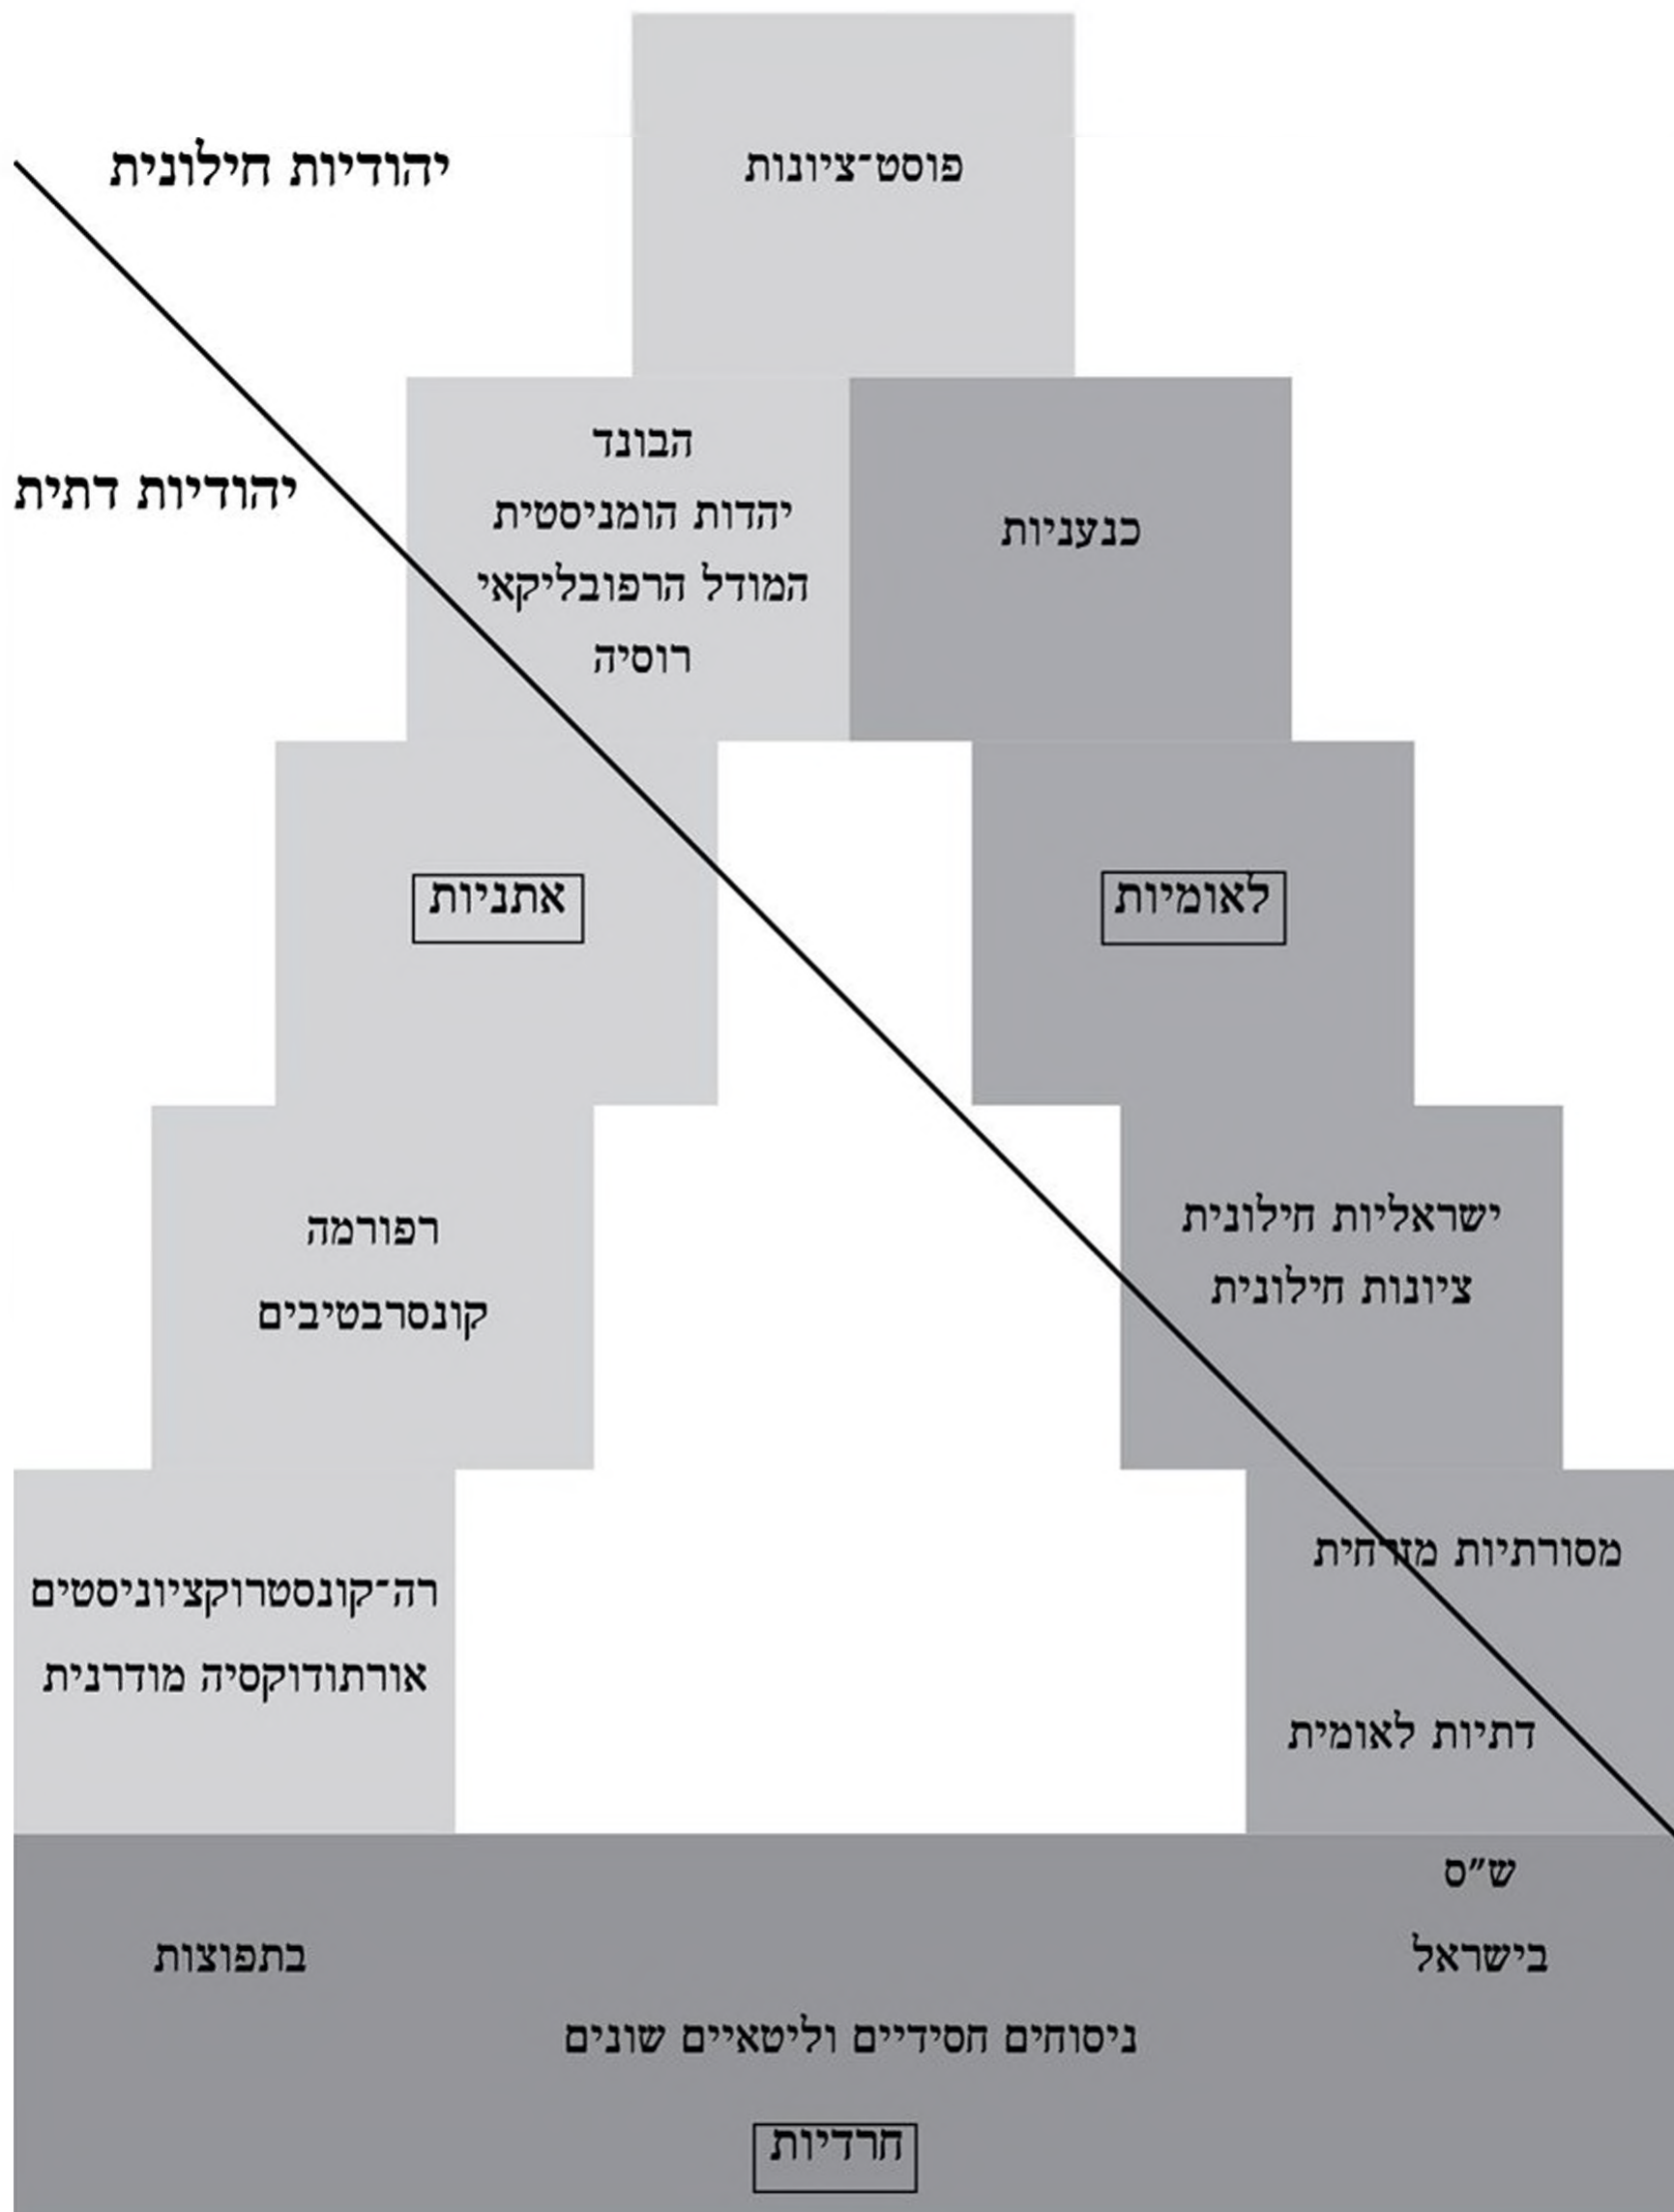 פוסט־ציונות
יהודיות חילונית
הבונד
יהדות הומניסטית
המודל הרפובליקאי
רוסיה
כנעניות
יהודיות דתית
לאומיות
אתניות
ישראליות חילונית
ציונות חילונית
רפורמה
קונסרבטיבים
מסורתיות מזרחית
דתיות לאומית
רה־קונסטרוקציוניסטים
אורתודוקסיה מודרנית
ש״ס
בישראל
בתפוצות
ניסוחים חסידיים וליטאיים שונים
חרדיות